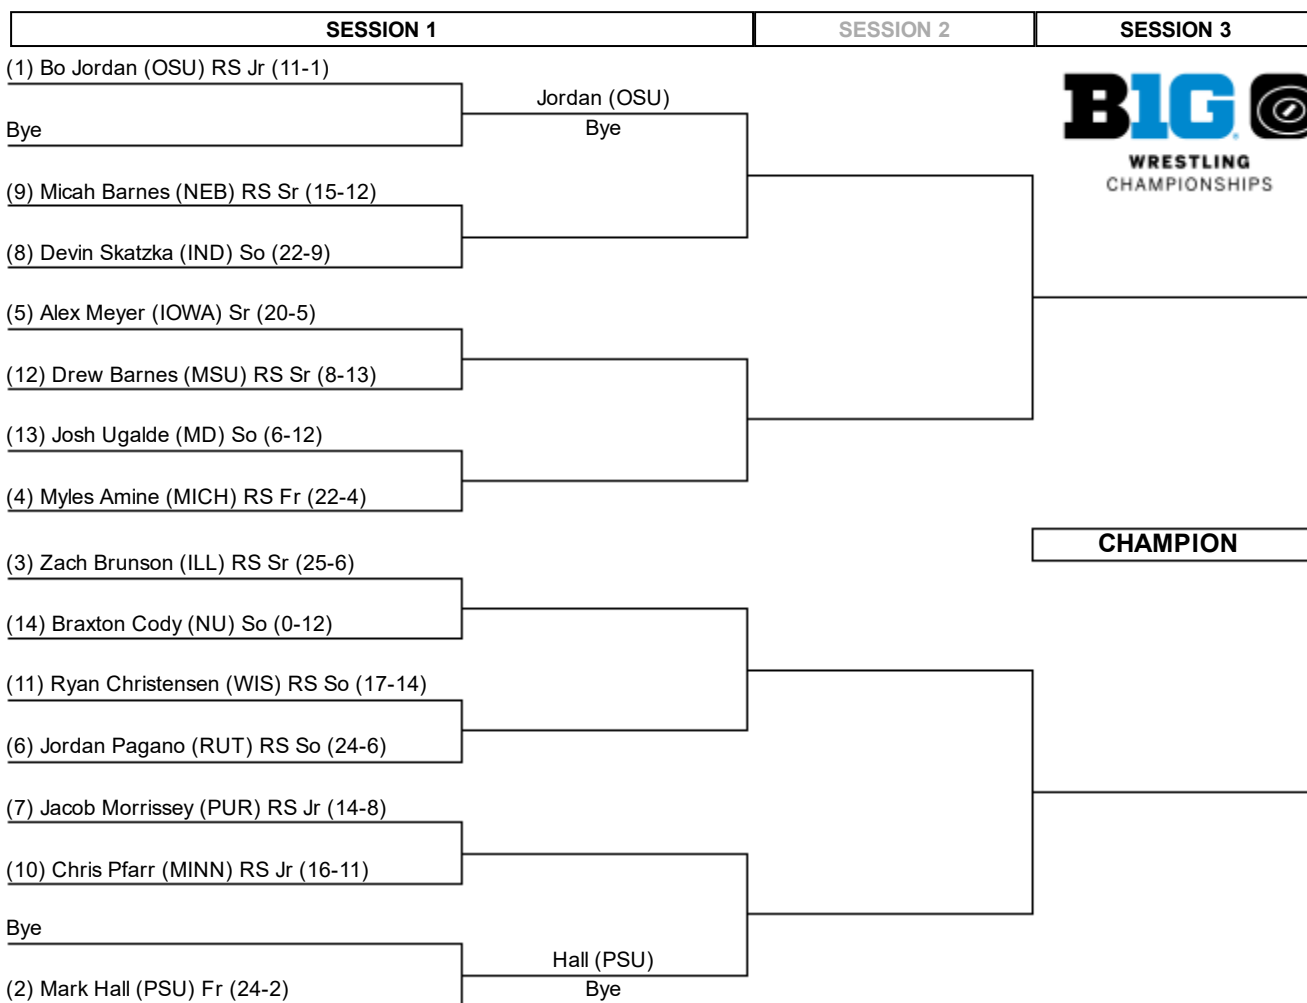 SESSION 1
SESSION 2
SESSION 3
(1) Bo Jordan (OSU) RS Jr (11-1)
Jordan (OSU)
Bye
Bye
(9) Micah Barnes (NEB) RS Sr (15-12)
(8) Devin Skatzka (IND) So (22-9)
(5) Alex Meyer (IOWA) Sr (20-5)
(12) Drew Barnes (MSU) RS Sr (8-13)
(13) Josh Ugalde (MD) So (6-12)
(4) Myles Amine (MICH) RS Fr (22-4)
B1G
WRESTLING
CHAMPIONSHIPS
CHAMPION
(3) Zach Brunson (ILL) RS Sr (25-6)
(14) Braxton Cody (NU) So (0-12)
(11) Ryan Christensen (WIS) RS So (17-14)
(6) Jordan Pagano (RUT) RS So (24-6)
(7) Jacob Morrissey (PUR) RS Jr (14-8)
(10) Chris Pfarr (MINN) RS Jr (16-11)
Bye
Hall (PSU)
Bye
(2) Mark Hall (PSU) Fr (24-2)